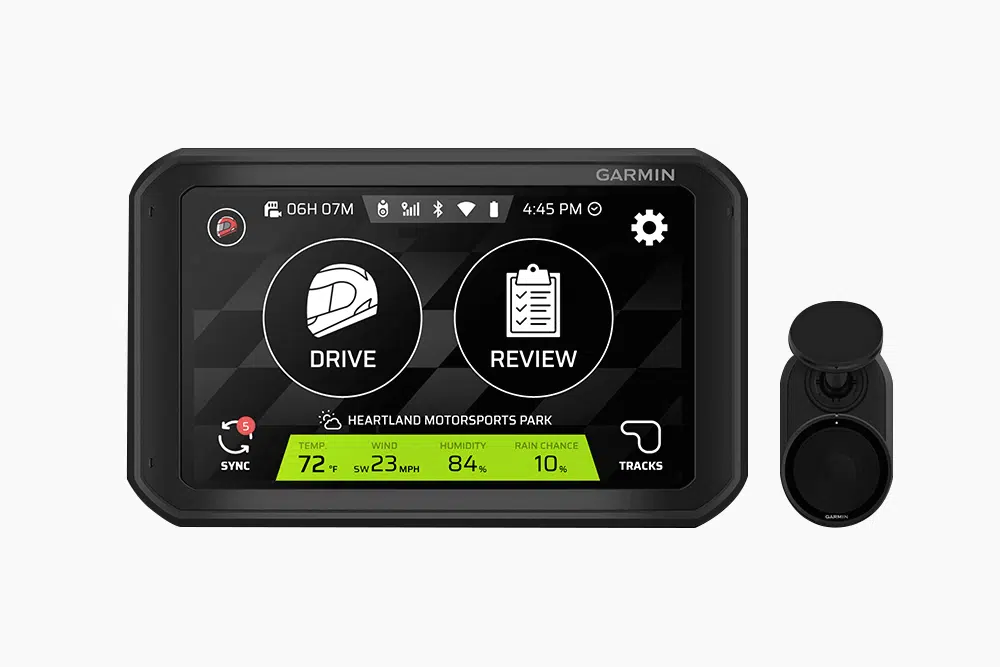 GARMIN
06H 07M 4:45 PM
DRIVE REVIEW
5
HEARTLAND MOTORSPORTS PARK
SYNC TRACKS
TEMP. WIND HUMIDITY RAIN CHANCE
72 °F SW 23 MPH 84 % 10 %
GARMIN